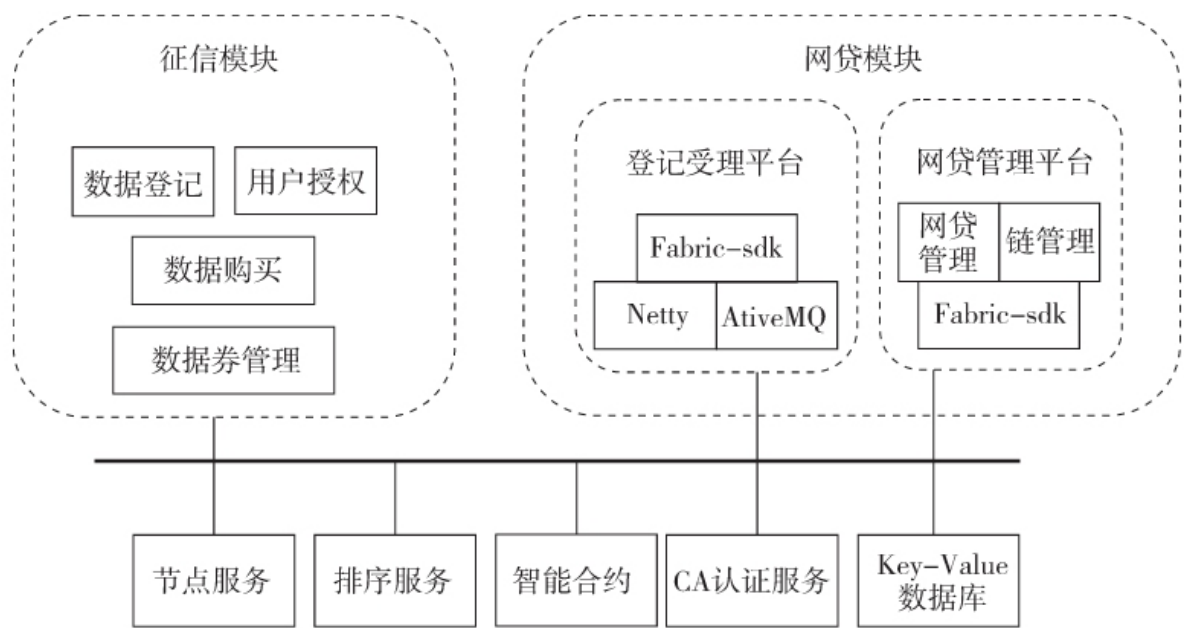 征信模块
数据登记
用户授权
数据购买
数据券管理
网贷模块
登记受理平台
Fabric-sdk
Netty
AtiveMQ
网贷管理平台
网贷
管理
链管理
Fabric-sdk
节点服务
排序服务
智能合约
CA认证服务
Key-Value
数据库